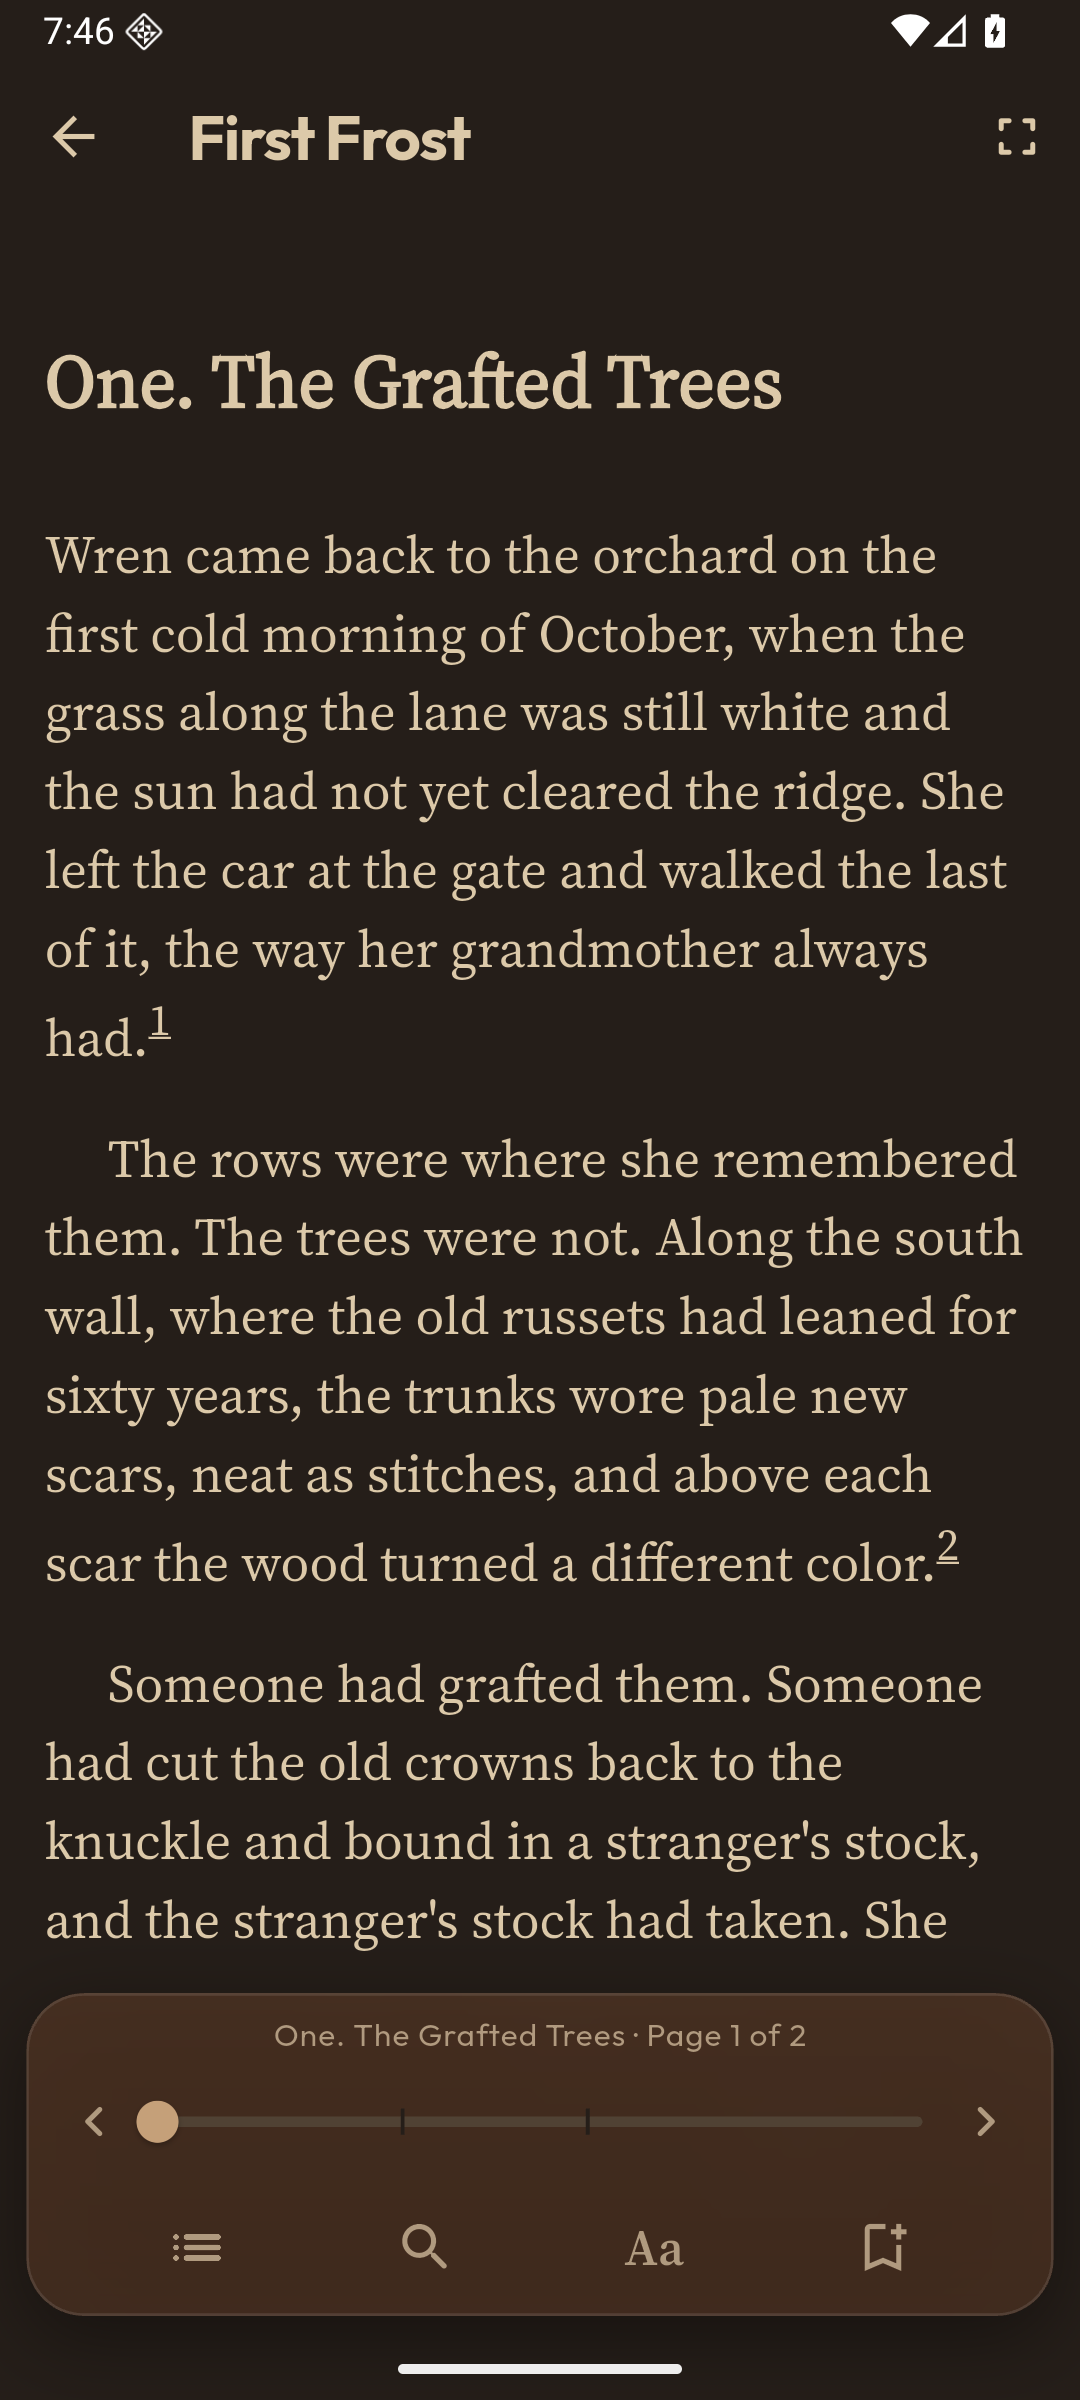 7:46
First Frost
One. The Grafted Trees
Wren came back to the orchard on the
first cold morning of October, when the
grass along the lane was still white and
the sun had not yet cleared the ridge. She
left the car at the gate and walked the last
of it, the way her grandmother always
had.1
The rows were where she remembered
them. The trees were not. Along the south
wall, where the old russets had leaned for
sixty years, the trunks wore pale new
scars, neat as stitches, and above each
scar the wood turned a different color.2
Someone had grafted them. Someone
had cut the old crowns back to the
knuckle and bound in a stranger's stock,
and the stranger's stock had taken. She
One. The Grafted Trees · Page 1 of 2
Aa